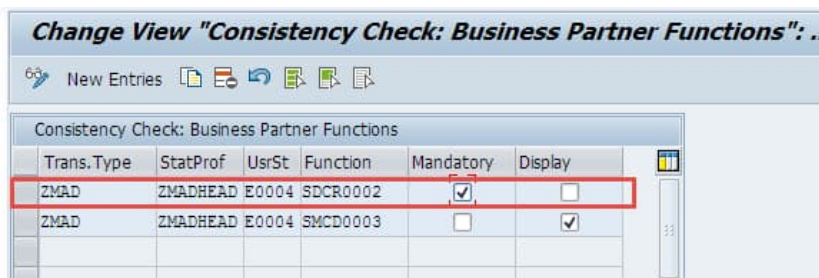 Change View "Consistency Check: Business Partner Functions": ..
New Entries
Consistency Check: Business Partner Functions
Trans.Type StatProf UsrSt Function Mandatory Display
ZMAD ZMADHEAD E0004 SDCR0002
ZMAD ZMADHEAD E0004 SMCD0003